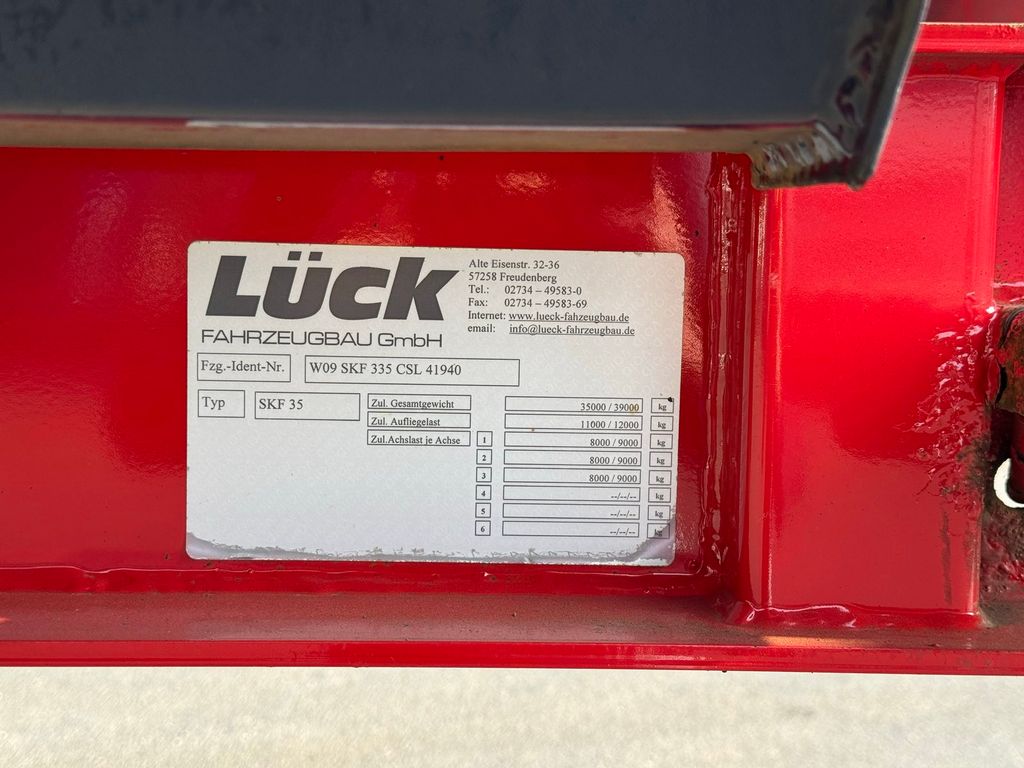 LÜCK
FAHRZEUGBAU GmbH
Alte Eisenstr. 32-36
57258 Freudenberg
Tel.: 02734 – 49583-0
Fax: 02734 – 49583-69
Internet: www.lueck-fahzeugbau.de
email: info@lueck-fahrzeugbau.de
Fzg.-Ident-Nr. W09 SKF 335 CSL 41940
Typ SKF 35
Zul. Gesamtgewicht 35000 / 39000 kg
Zul. Aufliegelast 11000 / 12000 kg
Zul.Achslast je Achse 1 8000 / 9000 kg
2 8000 / 9000 kg
3 8000 / 9000 kg
4 --/--/-- kg
5 --/--/-- kg
6 --/--/-- kg